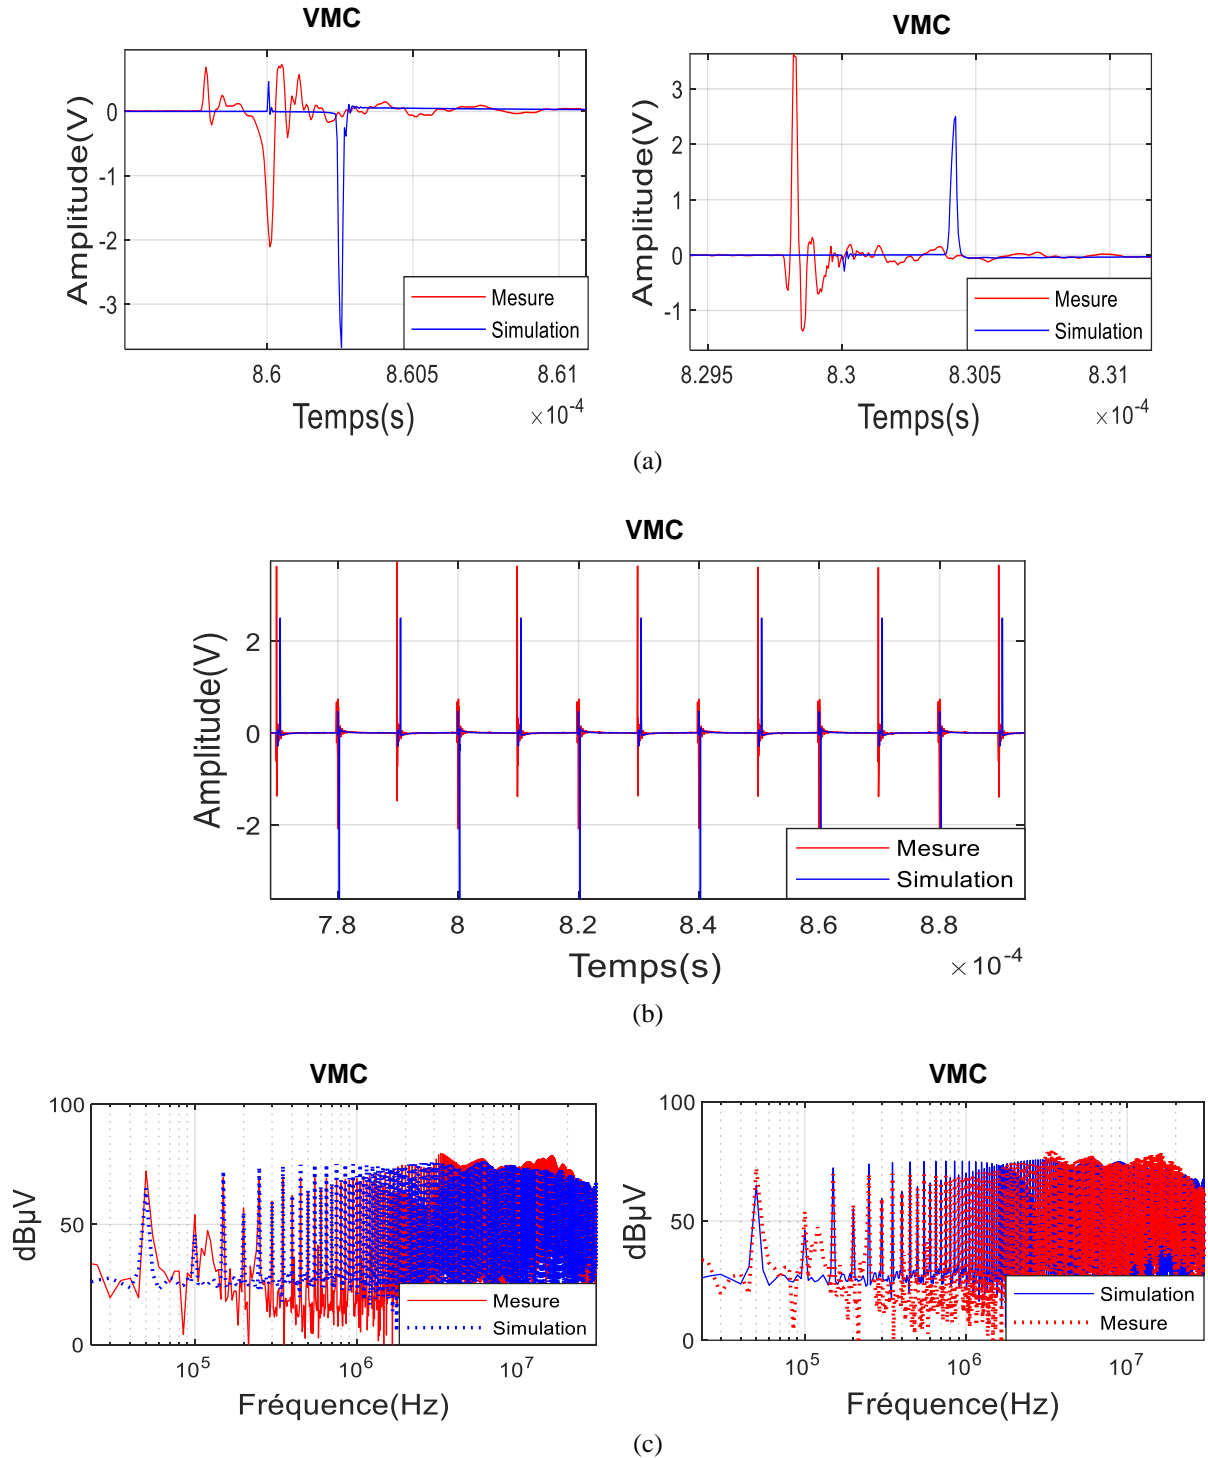 VMC
VMC
Amplitude(V)
0
-1
-2
-3
Mesure
Simulation
8.6
8.605
8.61
Temps(s)
×10-4
Amplitude(V)
3
2
1
0
-1
Mesure
Simulation
8.295
8.3
8.305
8.31
Temps(s)
×10-4
(a)
VMC
Amplitude(V)
2
0
-2
Mesure
Simulation
7.8
8
8.2
8.4
8.6
8.8
Temps(s)
×10-4
(b)
VMC
VMC
dBµV
100
50
0
Mesure
Simulation
10^5
10^6
10^7
Fréquence(Hz)
dBµV
100
50
0
Simulation
Mesure
10^5
10^6
10^7
Fréquence(Hz)
(c)